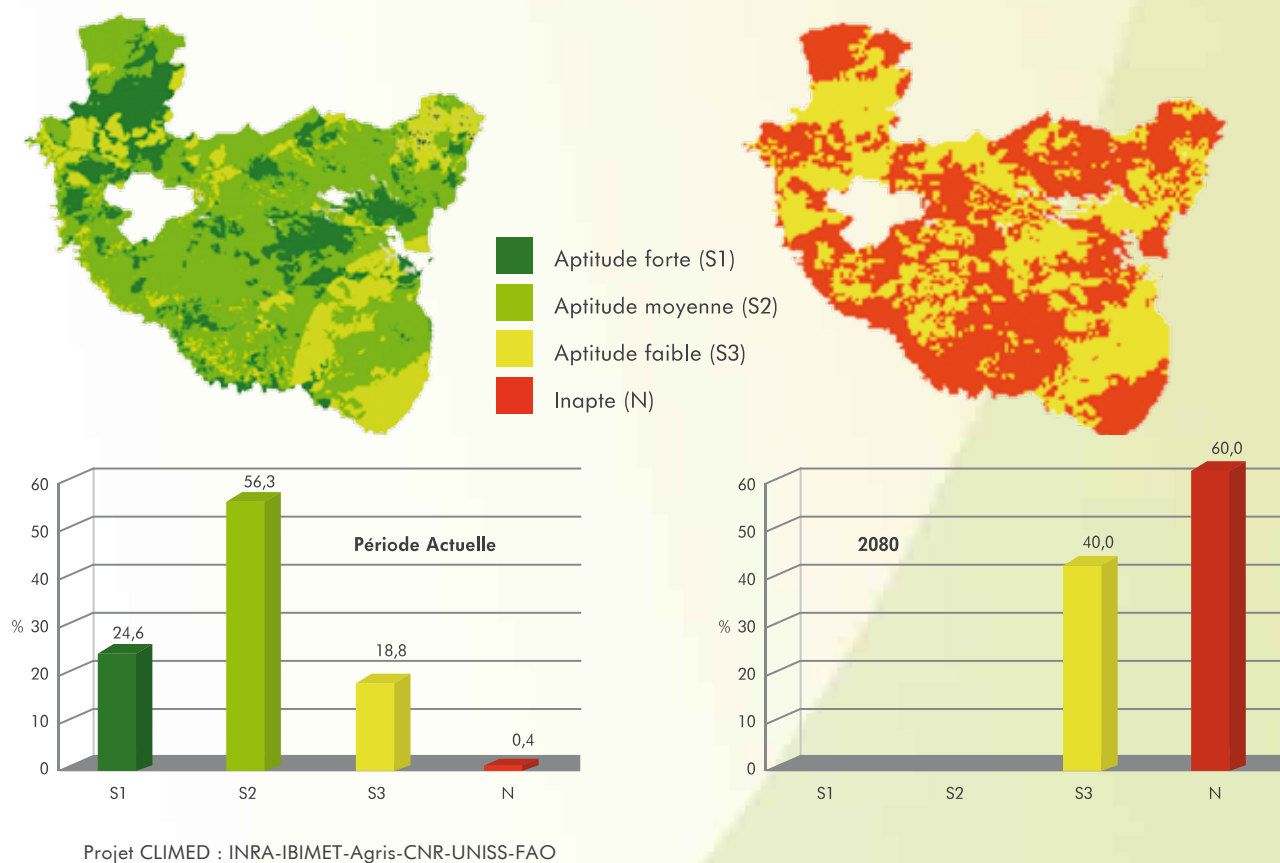 Aptitude forte (S1)
Aptitude moyenne (S2)
Aptitude faible (S3)
Inapte (N)
60
50
40
% 30
20
10
0
24,6
56,3
18,8
0,4
Période Actuelle
S1 S2 S3 N
60
50
40
% 30
20
10
0
2080
40,0
60,0
S1 S2 S3 N
Projet CLIMED : INRA-IBIMET-Agris-CNR-UNISS-FAO